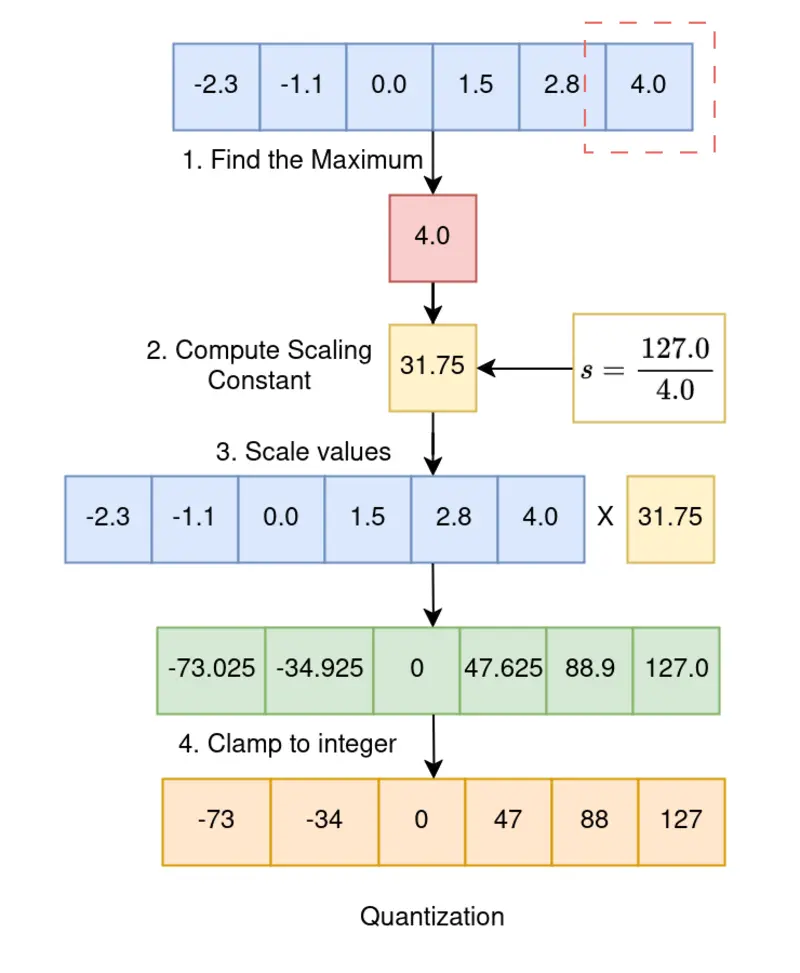 -2.3 -1.1 0.0 1.5 2.8 4.0
1. Find the Maximum
4.0
2. Compute Scaling
Constant
31.75
s = 127.0 / 4.0
3. Scale values
-2.3 -1.1 0.0 1.5 2.8 4.0 X 31.75
-73.025 -34.925 0 47.625 88.9 127.0
4. Clamp to integer
-73 -34 0 47 88 127
Quantization